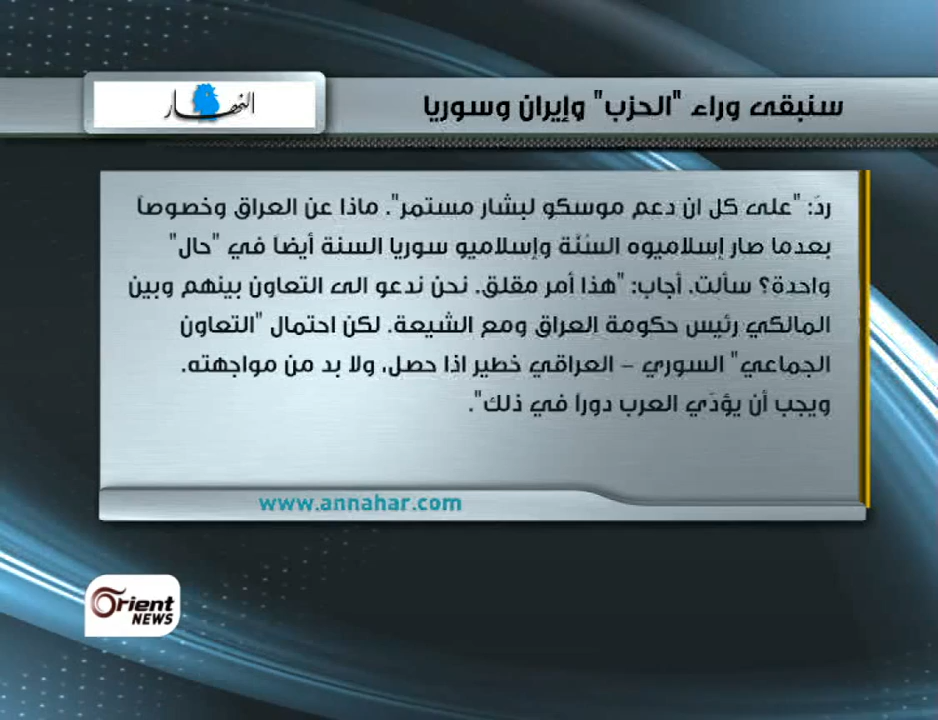 سنبقى وراء "الحزب" وإيران وسوريا
النهار
ردّ: "على كل ان دعم موسكو لبشار مستمر". ماذا عن العراق وخصوصاً
بعدما صار إسلاميوه السُنّة وإسلاميو سوريا السنة أيضاً في "حال"
واحدة؟ سألت. أجاب: "هذا أمر مقلق. نحن ندعو الى التعاون بينهم وبين
المالكي رئيس حكومة العراق ومع الشيعة. لكن احتمال "التعاون
الجماعي" السوري – العراقي خطير اذا حصل، ولا بد من مواجهته.
ويجب أن يؤدّي العرب دوراً في ذلك".
www.annahar.com
Orient
NEWS